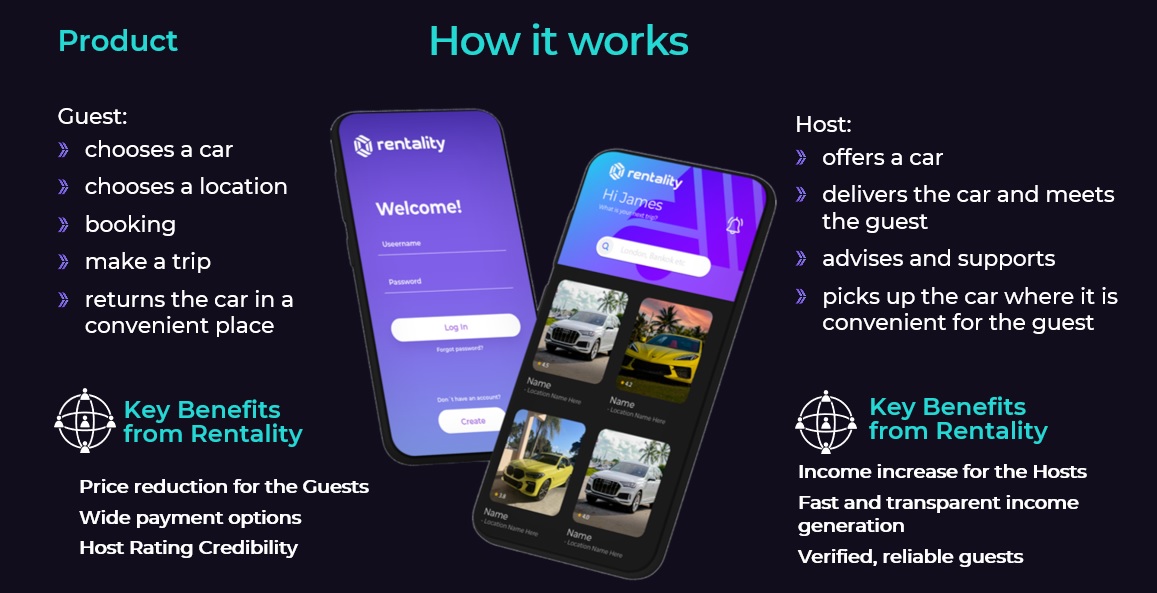 Product
How it works
Guest:
chooses a car
chooses a location
booking
make a trip
returns the car in a
convenient place
Key Benefits
from Rentality
Price reduction for the Guests
Wide payment options
Host Rating Credibility
rentality
Welcome!
Useername
Password
Log In
Forgot password?
Don`t have an account?
Create
rentality
Hi James
What is your next trip?
London, Bankok etc
4.5
Name
- Location Name Here
4.2
Name
- Location Name Here
3.8
Name
- Location Name Here
Name
- Location Name Here
Host:
offers a car
delivers the car and meets
the guest
advises and supports
picks up the car where it is
convenient for the guest
Key Benefits
from Rentality
Income increase for the Hosts
Fast and transparent income
generation
Verified, reliable guests